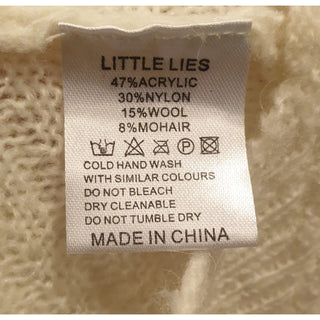 LITTLE LIES
47%ACRYLIC
30%NYLON
15%WOOL
8%MOHAIR
COLD HAND WASH
WITH SIMILAR COLOURS
DO NOT BLEACH
DRY CLEANABLE
DO NOT TUMBLE DRY
MADE IN CHINA